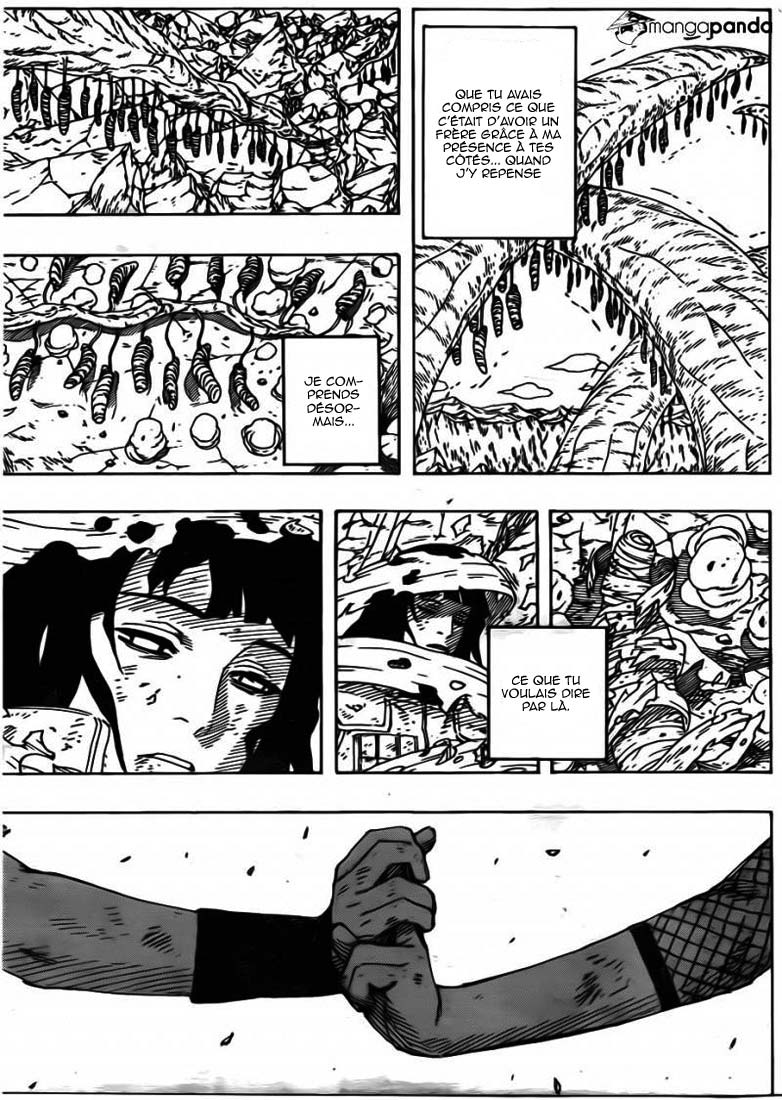 mangapanda
QUE TU AVAIS
COMPRIS CE QUE
C'ÉTAIT D'AVOIR UN
FRÈRE GRÂCE À MA
PRÉSENCE À TES
CÔTÉS... QUAND
J'Y REPENSE
JE COM-
PRENDS
DÉSOR-
MAIS...
CE QUE TU
VOULAIS DIRE
PAR LÀ.